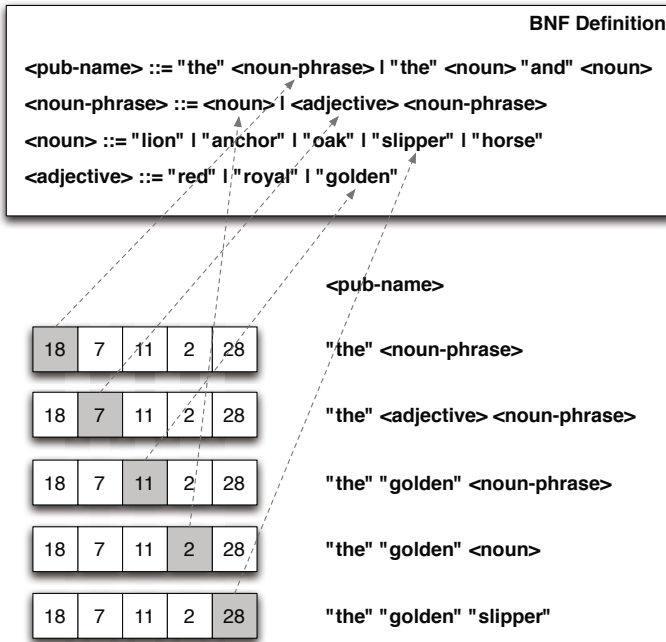 BNF Definition
<pub-name> ::= "the" <noun-phrase> | "the" <noun> "and" <noun>
<noun-phrase> ::= <noun> | <adjective> <noun-phrase>
<noun> ::= "lion" | "anchor" | "oak" | "slipper" | "horse"
<adjective> ::= "red" | "royal" | "golden"
<pub-name>
18 7 11 2 28 "the" <noun-phrase>
18 7 11 2 28 "the" <adjective> <noun-phrase>
18 7 11 2 28 "the" "golden" <noun-phrase>
18 7 11 2 28 "the" "golden" <noun>
18 7 11 2 28 "the" "golden" "slipper"